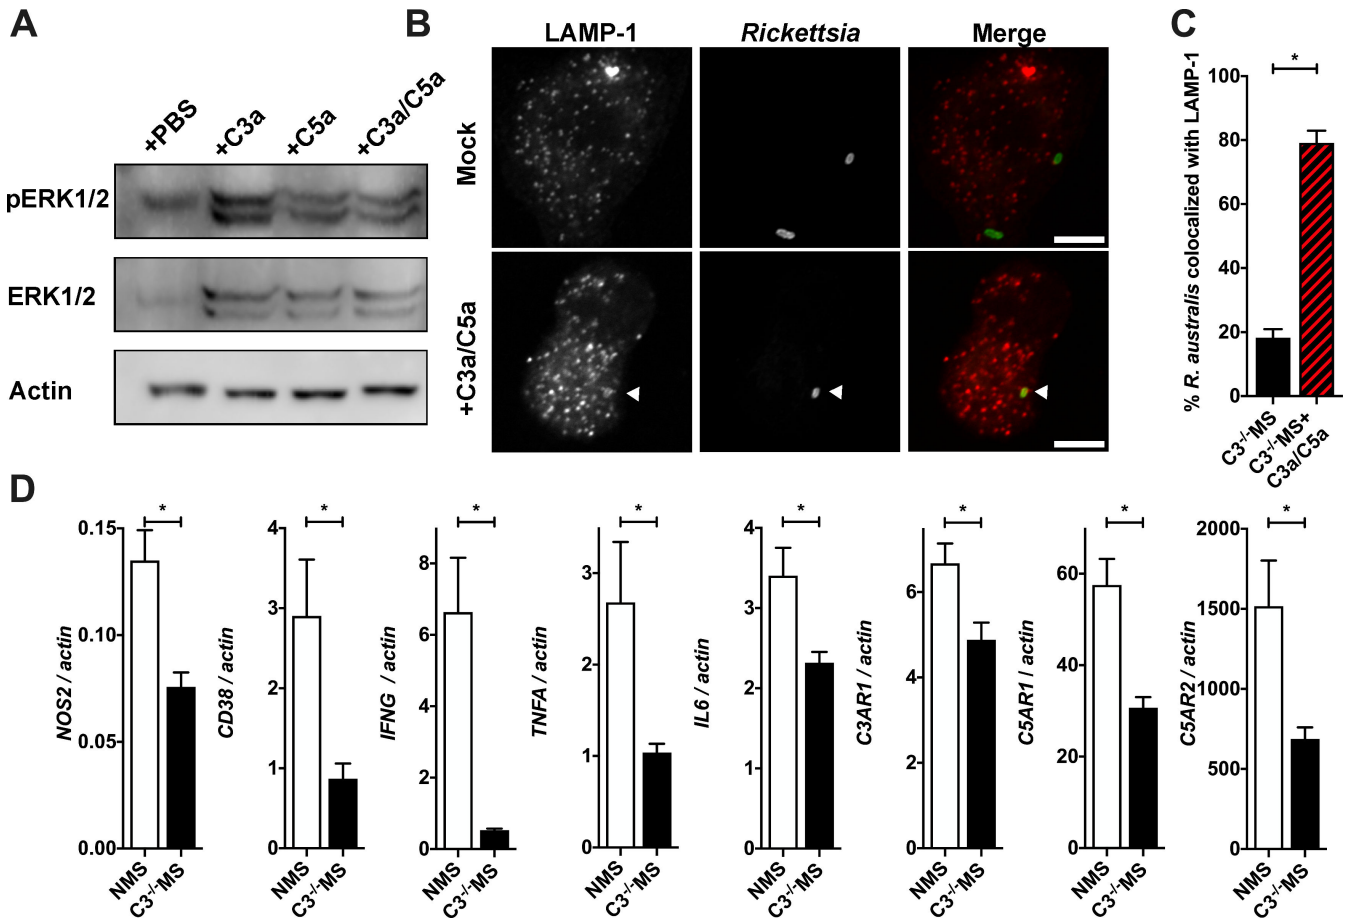 A
+PBS
+C3a
+C5a
+C3a/C5a
pERK1/2
ERK1/2
Actin
B
LAMP-1
Rickettsia
Merge
Mock
+C3a/C5a
C
% R. australis colocalized with LAMP-1
*
100
80
60
40
20
0
C3-/-MS
C3-/-MS+
C3a/C5a
D
NOS2 / actin
*
0.15
0.10
0.05
0.00
NMS
C3-/-MS
CD38 / actin
*
4
3
2
1
0
NMS
C3-/-MS
IFNG / actin
*
8
6
4
2
0
NMS
C3-/-MS
TNFA / actin
*
3
2
1
0
NMS
C3-/-MS
IL6 / actin
*
4
3
2
1
0
NMS
C3-/-MS
C3AR1 / actin
*
6
4
2
0
NMS
C3-/-MS
C5AR1 / actin
*
60
40
20
0
NMS
C3-/-MS
C5AR2 / actin
*
2000
1500
1000
500
0
NMS
C3-/-MS